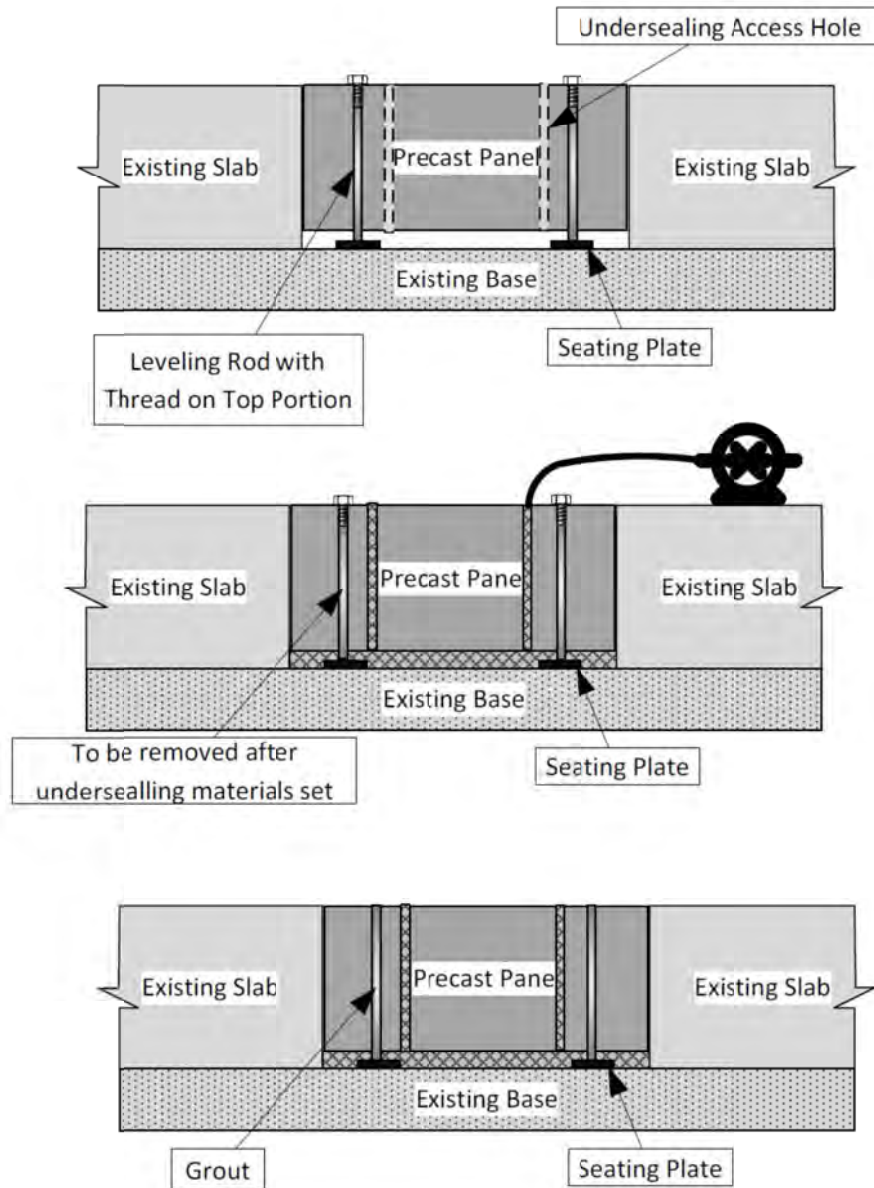 Undersealing Access Hole
Existing Slab
Precast Panel
Existing Slab
Existing Base
Leveling Rod with
Thread on Top Portion
Seating Plate
Existing Slab
Precast Pane
Existing Slab
Existing Base
To be removed after
undersealling materials set
Seating Plate
Existing Slab
Precast Pane
Existing Slab
Existing Base
Grout
Seating Plate